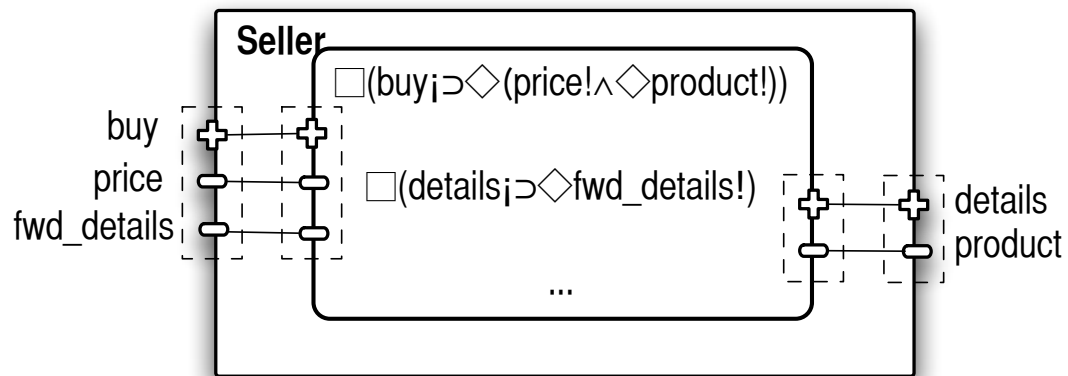 Seller
□(buy¡⊃◇(price!∧◇product!))
buy
price
□(details¡⊃◇fwd_details!)
fwd_details
details
product
...